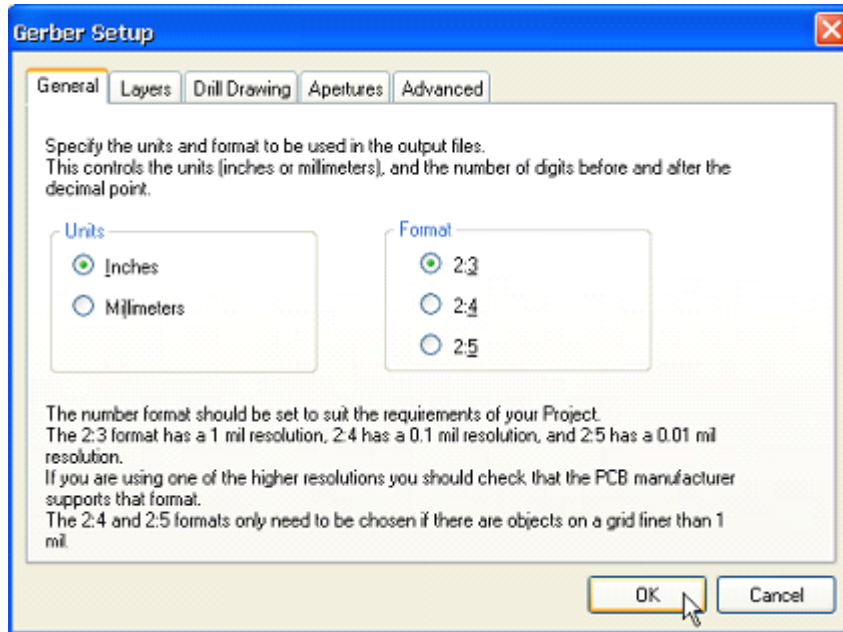 Gerber Setup
General Layers Drill Drawing Apertures Advanced
Specify the units and format to be used in the output files.
This controls the units (inches or millimeters), and the number of digits before and after the
decimal point.
Units
Inches
Millimeters
Format
2:3
2:4
2:5
The number format should be set to suit the requirements of your Project.
The 2:3 format has a 1 mil resolution, 2:4 has a 0.1 mil resolution, and 2:5 has a 0.01 mil
resolution.
If you are using one of the higher resolutions you should check that the PCB manufacturer
supports that format.
The 2:4 and 2:5 formats only need to be chosen if there are objects on a grid finer than 1
mil.
OK Cancel